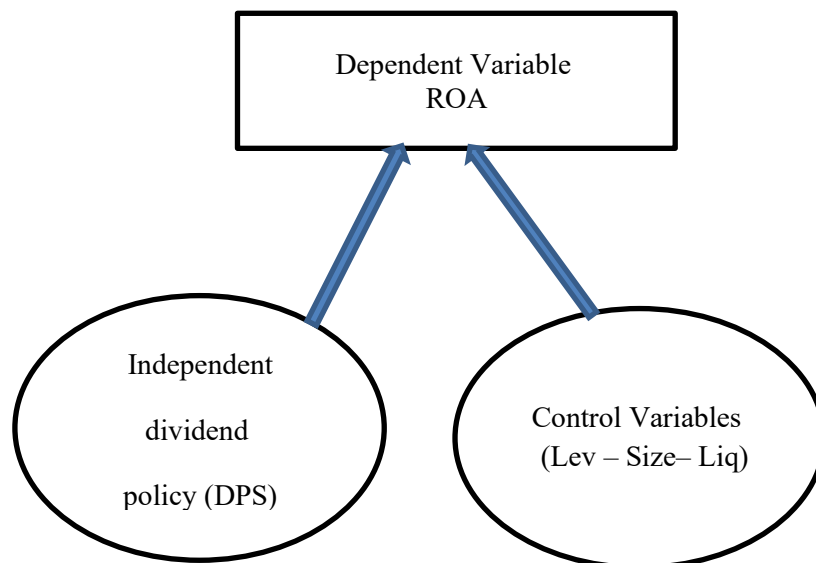 Dependent Variable
ROA
Independent
dividend
policy (DPS)
Control Variables
(Lev – Size– Liq)